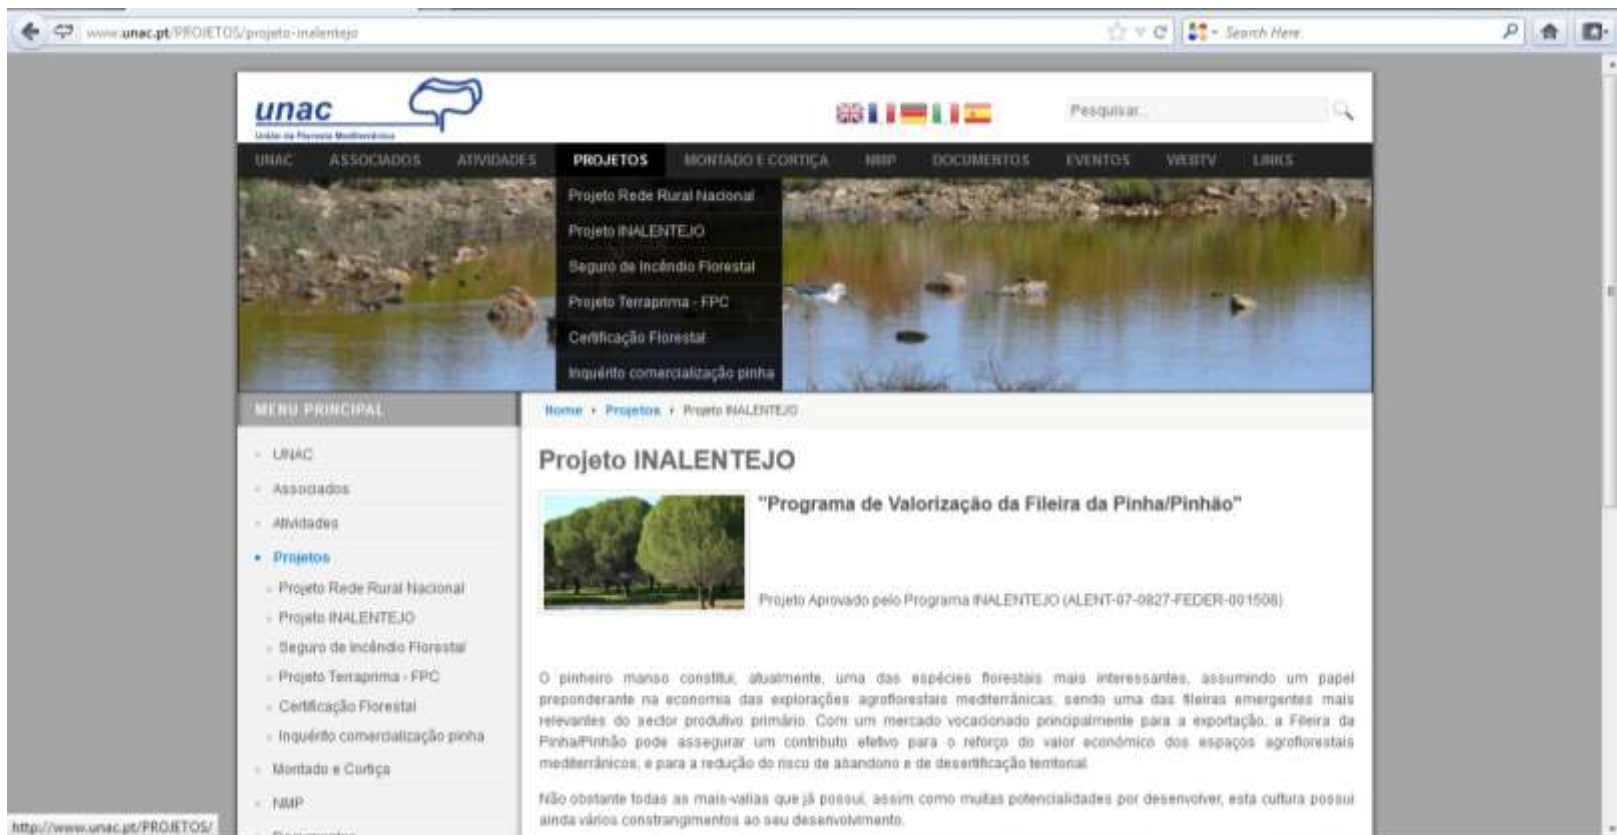 www.unac.pt/PROJETOS/projeto-inalentejo
Search Here
unac
União da Floresta Mediterrânica
Pesquisar...
UNAC ASSOCIADOS ATIVIDADES PROJETOS MONTADO E CORTIÇA NMP DOCUMENTOS EVENTOS WEBTV LINKS
Projeto Rede Rural Nacional
Projeto INALENTEJO
Seguro de Incêndio Florestal
Projeto Terraprima - FPC
Certificação Florestal
Inquérito comercialização pinha
MENU PRINCIPAL
Home Projetos Projeto INALENTEJO
UNAC
Associados
Atividades
Projetos
Projeto Rede Rural Nacional
Projeto INALENTEJO
Seguro de Incêndio Florestal
Projeto Terraprima - FPC
Certificação Florestal
Inquérito comercialização pinha
Montado e Cortiça
NMP
Documentos
Projeto INALENTEJO
"Programa de Valorização da Fileira da Pinha/Pinhão"
Projeto Aprovado pelo Programa INALENTEJO (ALENT-07-0827-FEDER-001508)
O pinheiro manso constitui, atualmente, uma das espécies florestais mais interessantes, assumindo um papel
preponderante na economia das explorações agroflorestais mediterrânicas, sendo uma das fileiras emergentes mais
relevantes do sector produtivo primário. Com um mercado vocacionado principalmente para a exportação, a Fileira da
Pinha/Pinhão pode assegurar um contributo efetivo para o reforço do valor económico dos espaços agroflorestais
mediterrânicos, e para a redução do risco de abandono e de desertificação territorial.
Não obstante todas as mais-valias que já possui, assim como muitas potencialidades por desenvolver, esta cultura possui
ainda vários constrangimentos ao seu desenvolvimento.
http://www.unac.pt/PROJETOS/